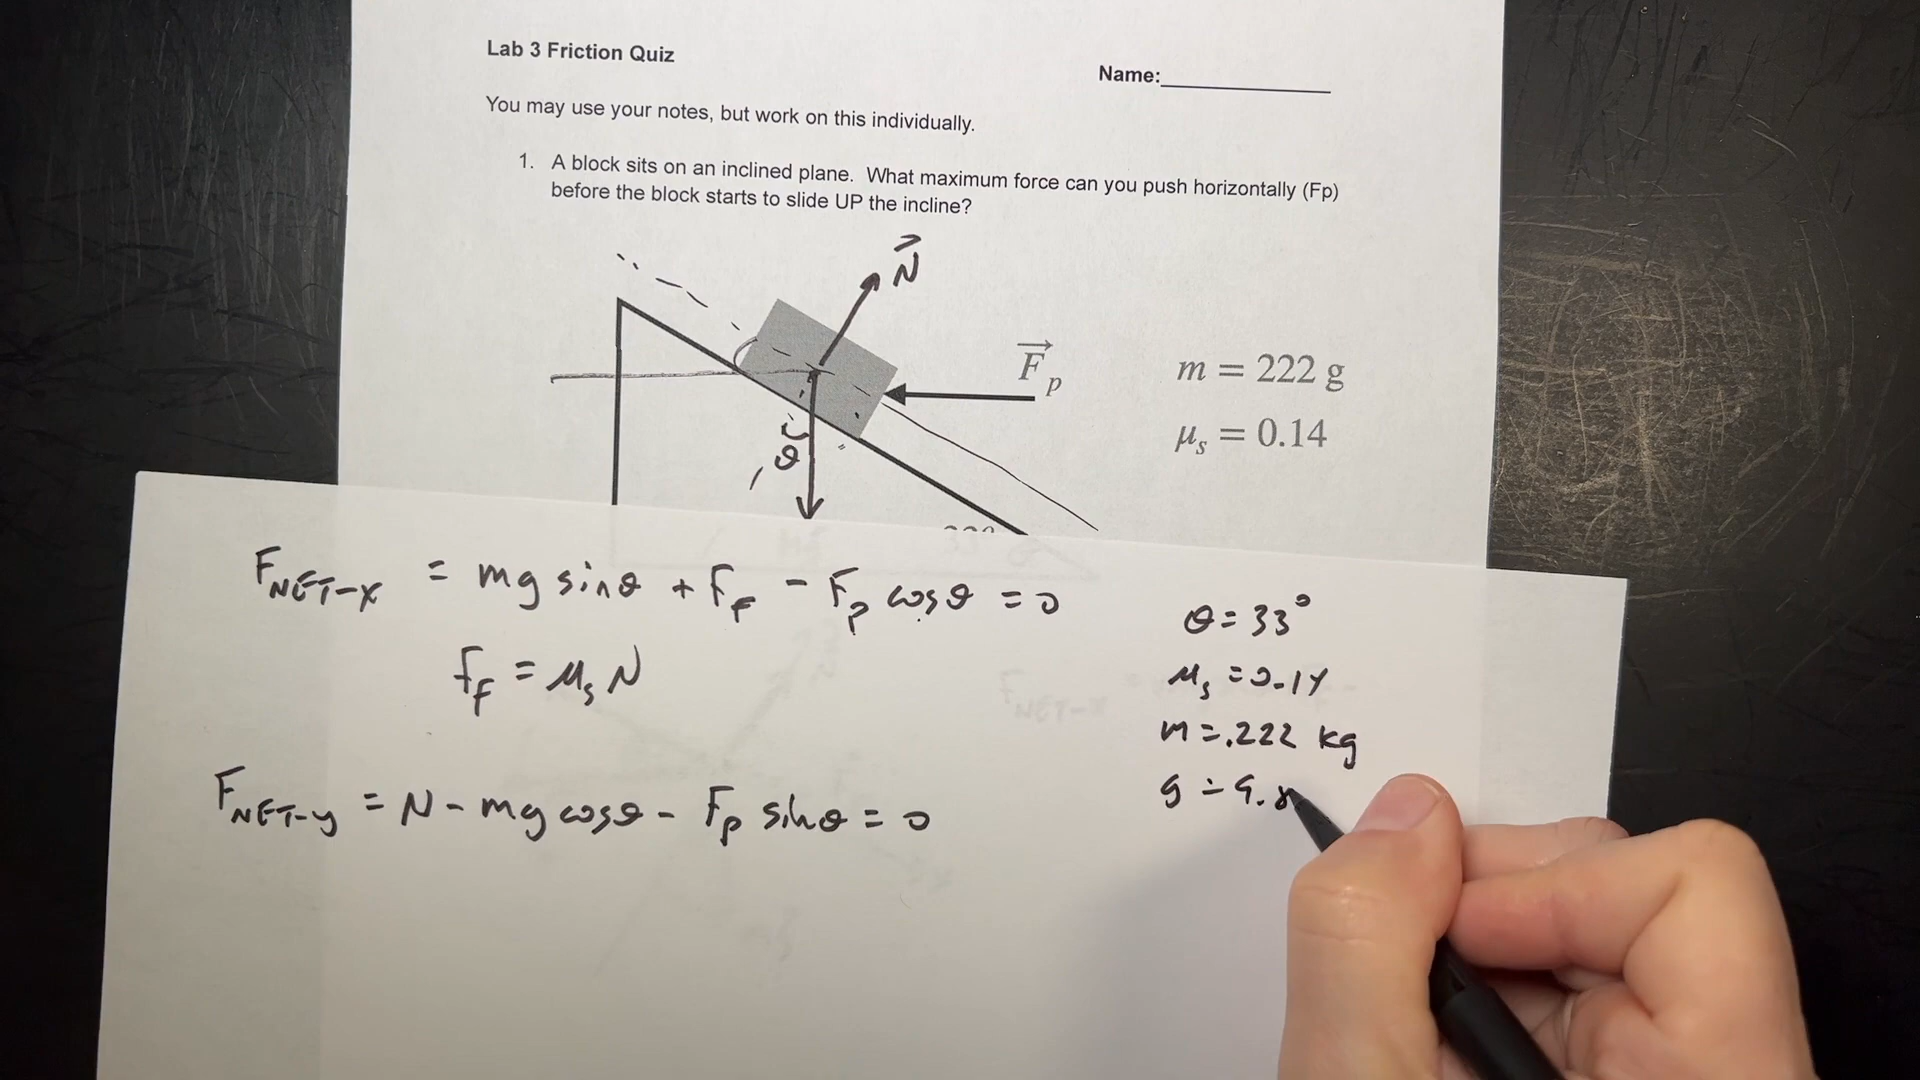 Lab 3 Friction Quiz
Name:
You may use your notes, but work on this individually.
1. A block sits on an inclined plane. What maximum force can you push horizontally (Fp)
before the block starts to slide UP the incline?
N
F p
m = 222 g
μs = 0.14
θ
FNET-x = mg sinθ + FF - FP cosθ = 0
FF = μs N
FNET-y = N - mg cosθ - Fp sinθ = 0
θ = 33°
μs = 0.14
m = .222 kg
g = 9.8